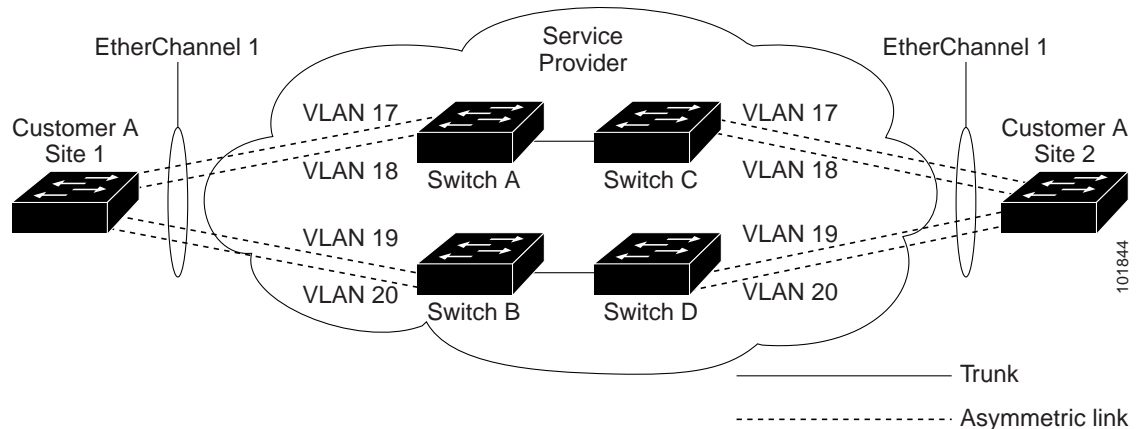 EtherChannel 1
Service
Provider
EtherChannel 1
Customer A
Site 1
VLAN 17
VLAN 18
Switch A
Switch C
VLAN 17
VLAN 18
Customer A
Site 2
VLAN 19
VLAN 20
Switch B
Switch D
VLAN 19
VLAN 20
101844
Trunk
Asymmetric link